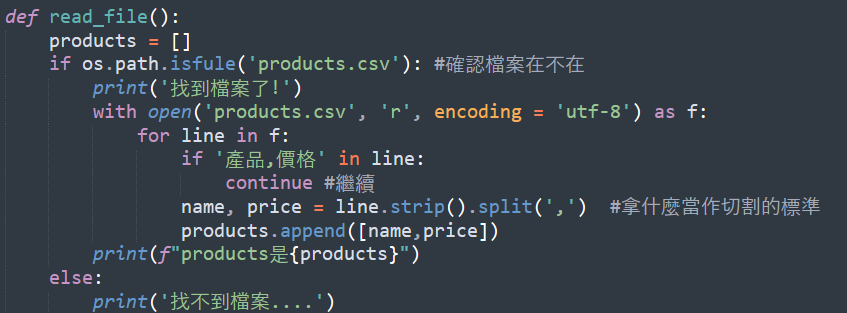 def read_file():
    products = []
    if os.path.isfule('products.csv'): #確認檔案在不在
        print('找到檔案了!')
        with open('products.csv', 'r', encoding = 'utf-8') as f:
            for line in f:
                if '產品,價格' in line:
                    continue #繼續
                name, price = line.strip().split(',')  #拿什麼當作切割的標準
                products.append([name,price])
        print(f"products是{products}")
    else:
        print('找不到檔案....')